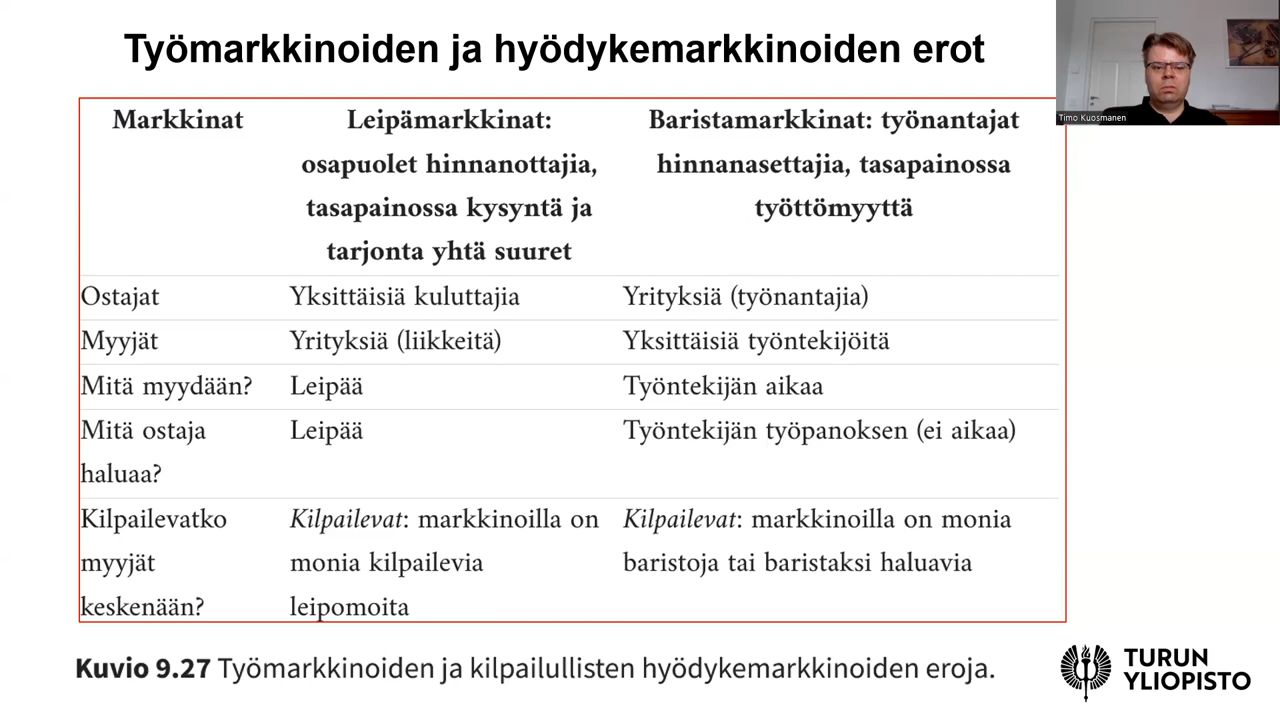 Työmarkkinoiden ja hyödykemarkkinoiden erot
Timo Kuosmanen
Markkinat
Leipämarkkinat:
osapuolet hinnanottajia,
tasapainossa kysyntä ja
tarjonta yhtä suuret
Baristamarkkinat: työnantajat
hinnanasettajia, tasapainossa
työttömyyttä
Ostajat
Yksittäisiä kuluttajia
Yrityksiä (työnantajia)
Myyjät
Yrityksiä (liikkeitä)
Yksittäisiä työntekijöitä
Mitä myydään?
Leipää
Työntekijän aikaa
Mitä ostaja
haluaa?
Leipää
Työntekijän työpanoksen (ei aikaa)
Kilpailevatko
myyjät
keskenään?
Kilpailevat: markkinoilla on
monia kilpailevia
leipomoita
Kilpailevat: markkinoilla on monia
baristoja tai baristaksi haluavia
Kuvio 9.27 Työmarkkinoiden ja kilpailullisten hyödykemarkkinoiden eroja.
TURUN
YLIOPISTO